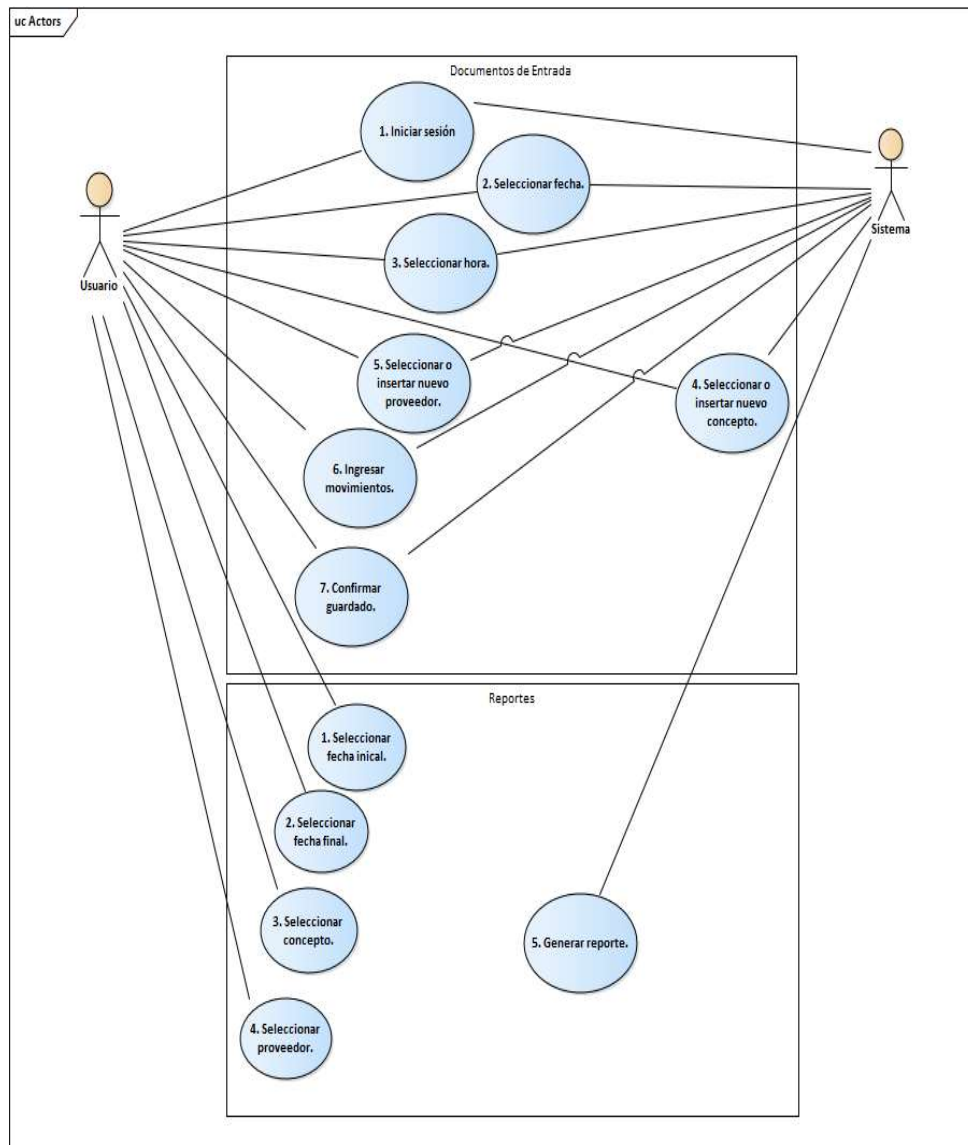 uc Actors
Documentos de Entrada
1. Iniciar sesión
2. Seleccionar fecha.
3. Seleccionar hora.
Usuario
Sistema
5. Seleccionar o
insertar nuevo
proveedor.
4. Seleccionar o
insertar nuevo
concepto.
6. Ingresar
movimientos.
7. Confirmar
guardado.
Reportes
1. Seleccionar
fecha inical.
2. Seleccionar
fecha final.
3. Seleccionar
concepto.
5. Generar reporte.
4. Seleccionar
proveedor.